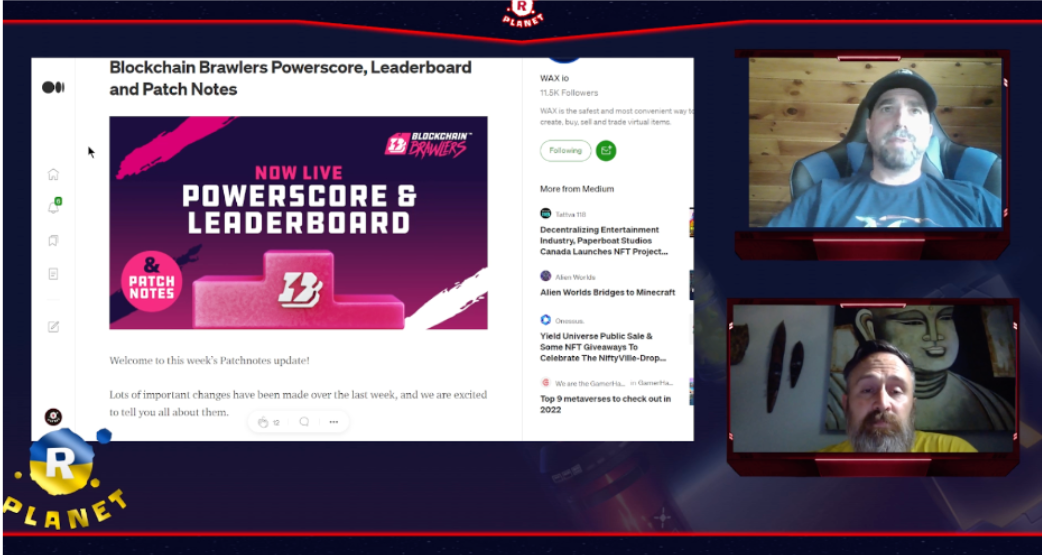 R
PLANET
Blockchain Brawlers Powerscore, Leaderboard
and Patch Notes
BLOCKCHAIN™
BRAWLERS
NOW LIVE
POWERSCORE &
LEADERBOARD
&
PATCH
NOTES
Welcome to this week's Patchnotes update!
Lots of important changes have been made over the last week, and we are excited
to tell you all about them.
WAX io
11.5K Followers
WAX is the safest and most convenient way to
create, buy, sell and trade virtual items.
Following
More from Medium
Tattva 118
Decentralizing Entertainment
Industry, Paperboat Studios
Canada Launches NFT Project...
Alien Worlds
Alien Worlds Bridges to Minecraft
Onessus
Yield Universe Public Sale &
Some NFT Giveaways To
Celebrate The NiftyVille-Drop...
We are the GamerHa... in GamerHa...
Top 9 metaverses to check out in
2022
R
PLANET